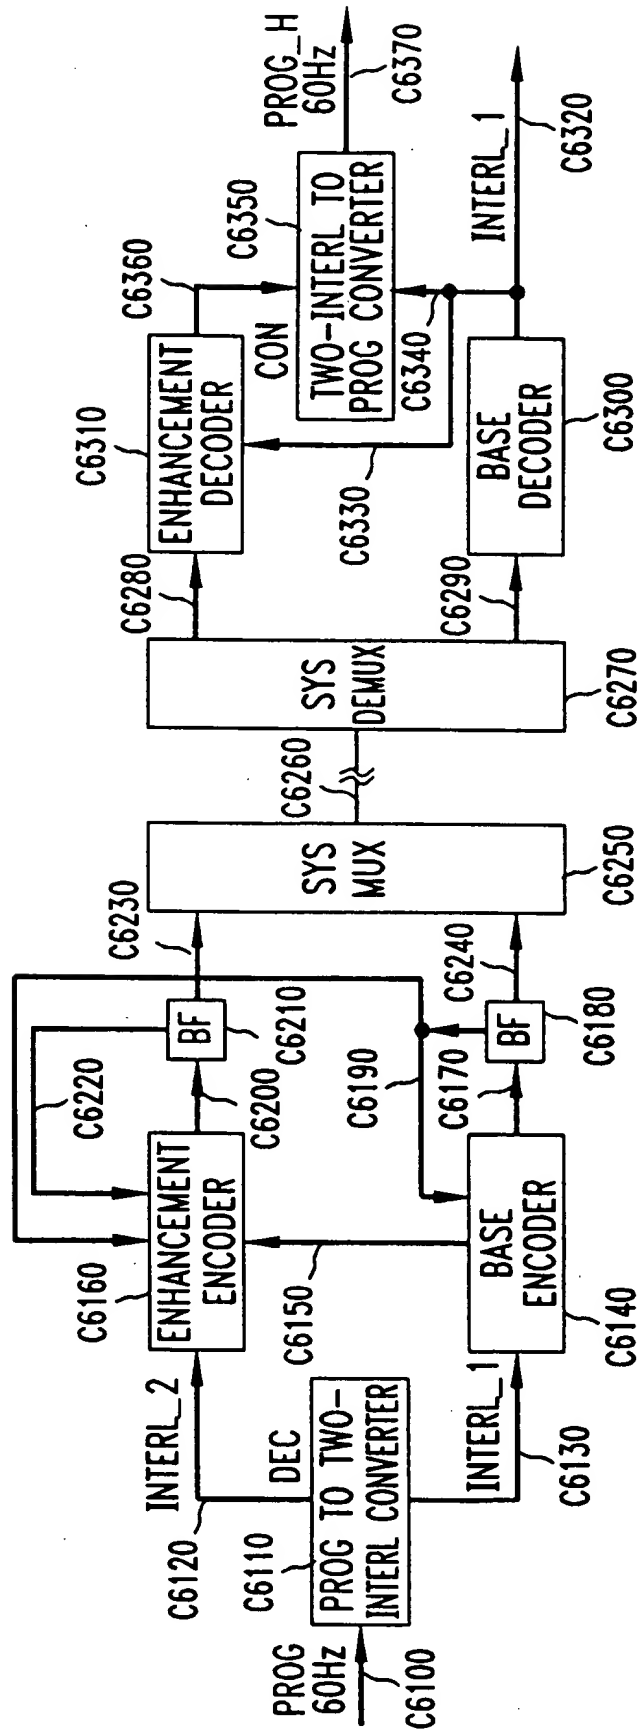 PROG
60Hz
C6100
C6110
PROG TO TWO-
INTERL CONVERTER
DEC
C6120
INTERL_2
INTERL_1
C6130
C6160
ENHANCEMENT
ENCODER
C6150
BASE
ENCODER
C6140
C6220
C6200
BF
C6210
C6190
C6170
BF
C6180
C6230
C6240
SYS
MUX
C6250
C6260
SYS
DEMUX
C6270
C6280
C6290
C6310
ENHANCEMENT
DECODER
C6330
BASE
DECODER
C6300
C6360
CON
C6350
TWO-INTERL TO
PROG CONVERTER
C6340
PROG_H
60Hz
C6370
INTERL_1
C6320